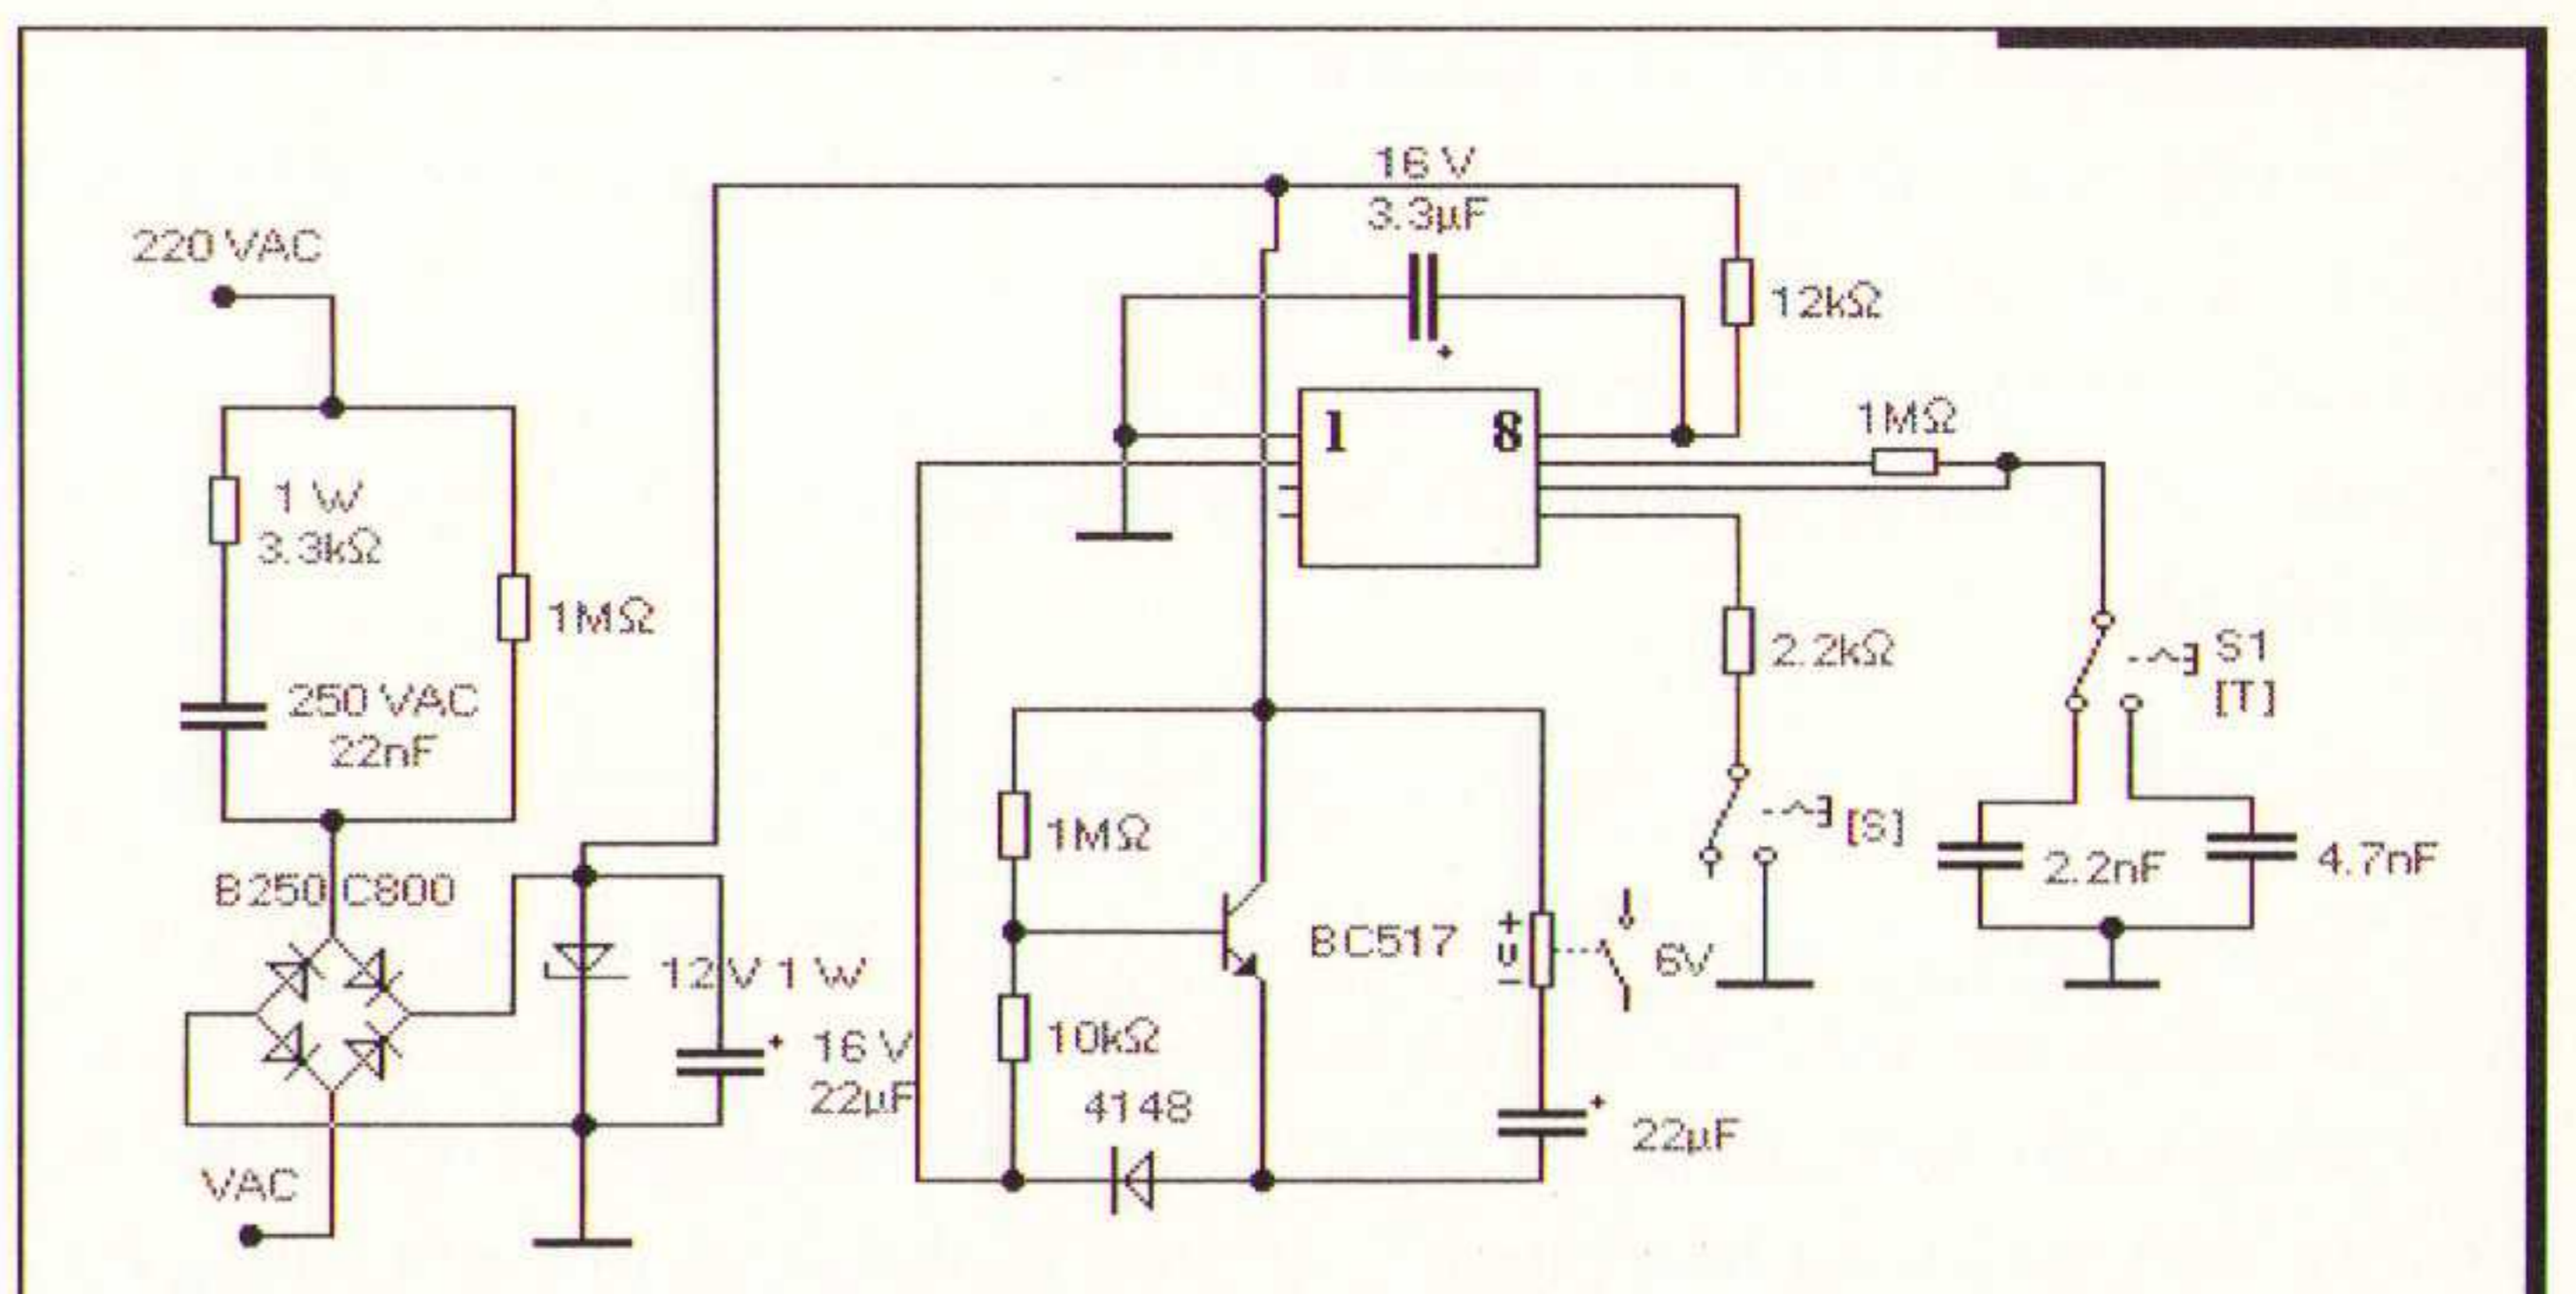 220 VAC
1 W
3.3kΩ
1MΩ
250 VAC
22nF
B250 C800
VAC
12V 1 W
+
16 V
22µF
16 V
3.3µF
+
12kΩ
1
8
1MΩ
2.2kΩ
S1
[T]
[S]
2.2nF
4.7nF
1MΩ
10kΩ
4148
BC517
+
U
-
6V
+
22µF